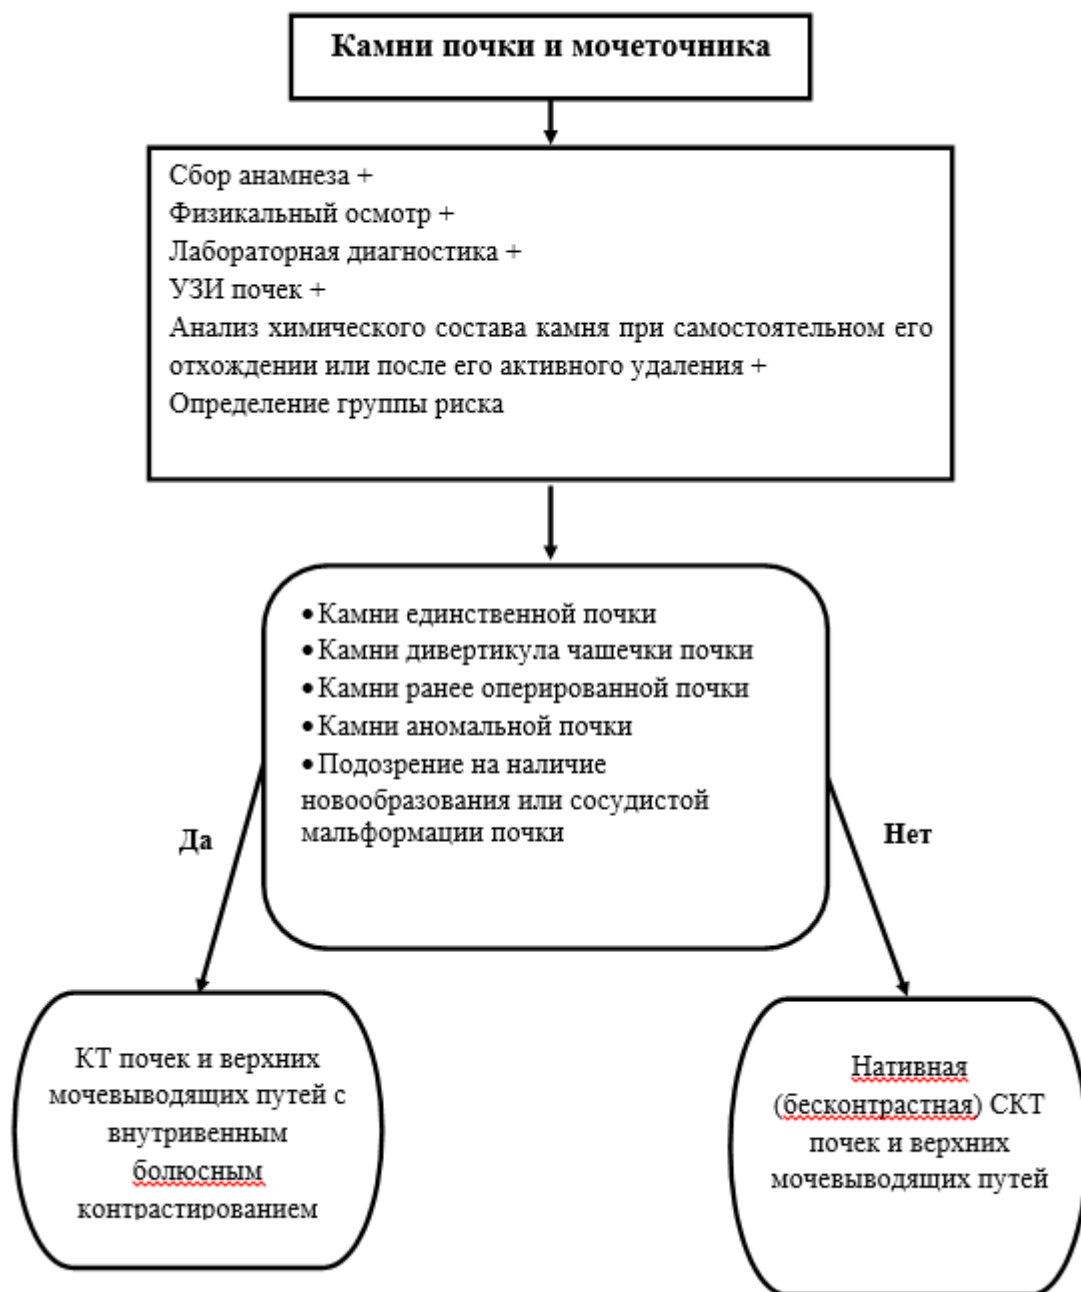 Камни почки и мочеточника
Сбор анамнеза +
Физикальный осмотр +
Лабораторная диагностика +
УЗИ почек +
Анализ химического состава камня при самостоятельном его
отхождении или после его активного удаления +
Определение группы риска
• Камни единственной почки
• Камни дивертикула чашечки почки
• Камни ранее оперированной почки
• Камни аномальной почки
• Подозрение на наличие
новообразования или сосудистой
мальформации почки
Да
Нет
КТ почек и верхних
мочевыводящих путей с
внутривенным
болюсным
контрастированием
Нативная
(бесконтрастная) СКТ
почек и верхних
мочевыводящих путей